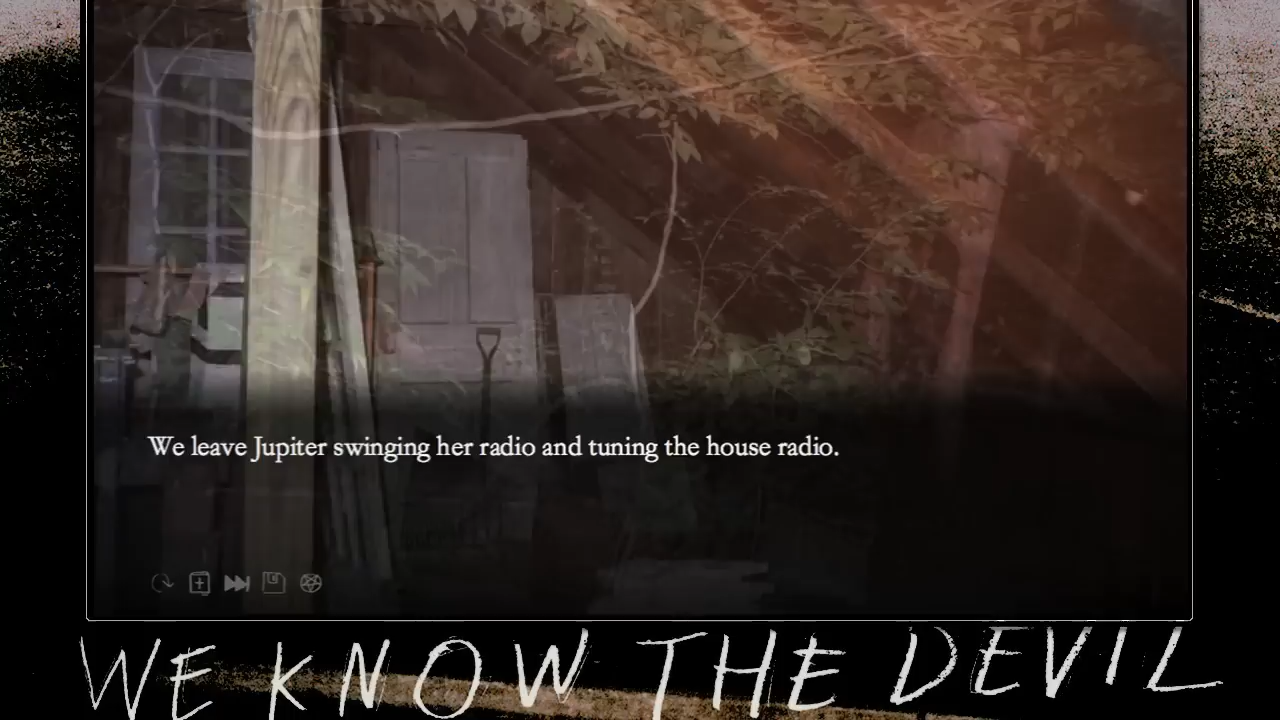 We leave Jupiter swinging her radio and tuning the house radio.
WE KNOW THE DEVIL